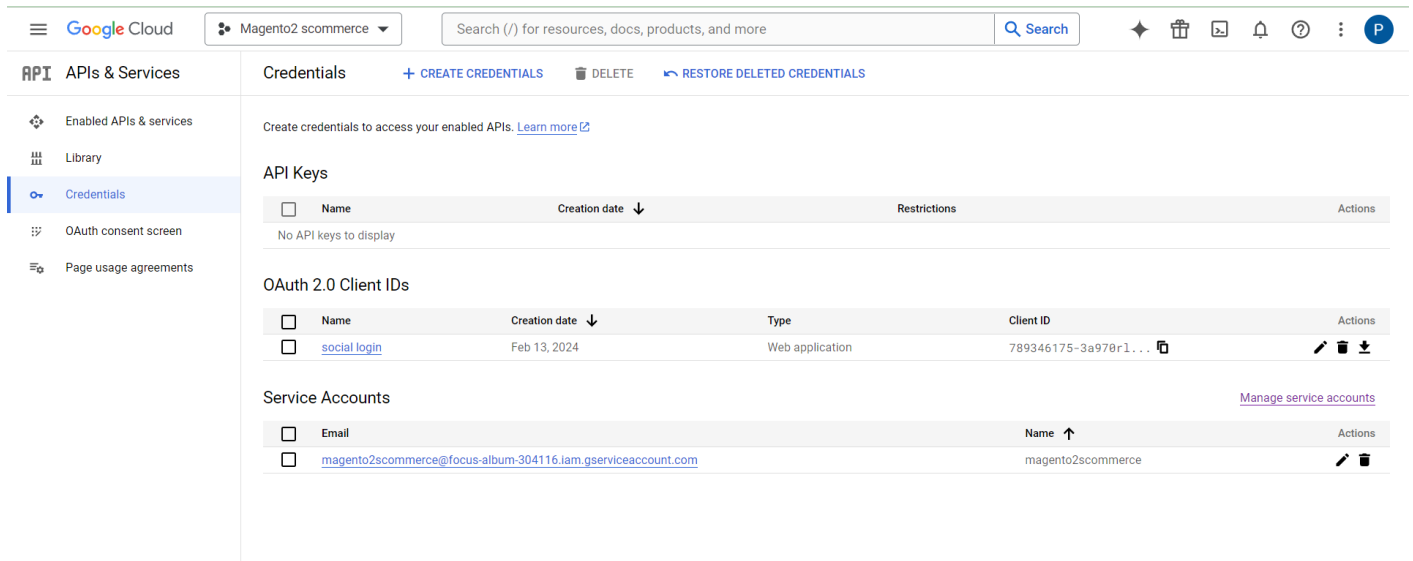 Google Cloud Magento2 scommerce Search (/) for resources, docs, products, and more Search P
API APIs & Services
Credentials + CREATE CREDENTIALS DELETE RESTORE DELETED CREDENTIALS
Enabled APIs & services
Library
Credentials
OAuth consent screen
Page usage agreements
Create credentials to access your enabled APIs. Learn more
API Keys
Name Creation date Restrictions Actions
No API keys to display
OAuth 2.0 Client IDs
Name Creation date Type Client ID Actions
social login Feb 13, 2024 Web application 789346175-3a970rl...
Service Accounts Manage service accounts
Email Name Actions
magento2scommerce@focus-album-304116.iam.gserviceaccount.com magento2scommerce